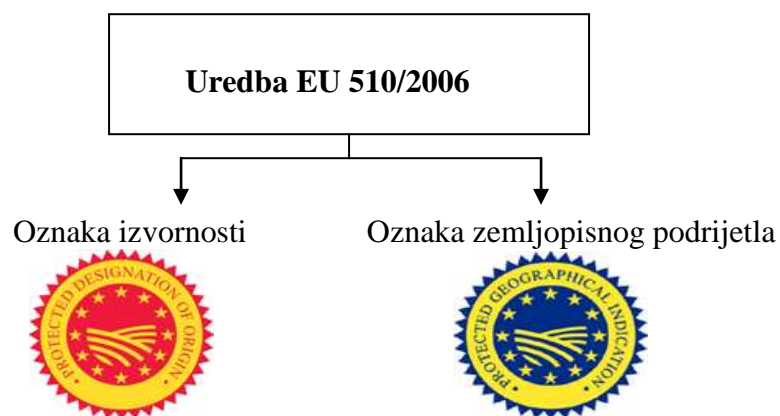 Uredba EU 510/2006
Oznaka izvornosti
Oznaka zemljopisnog podrijetla
PROTECTED DESIGNATION OF ORIGIN
PROTECTED GEOGRAPHICAL INDICATION